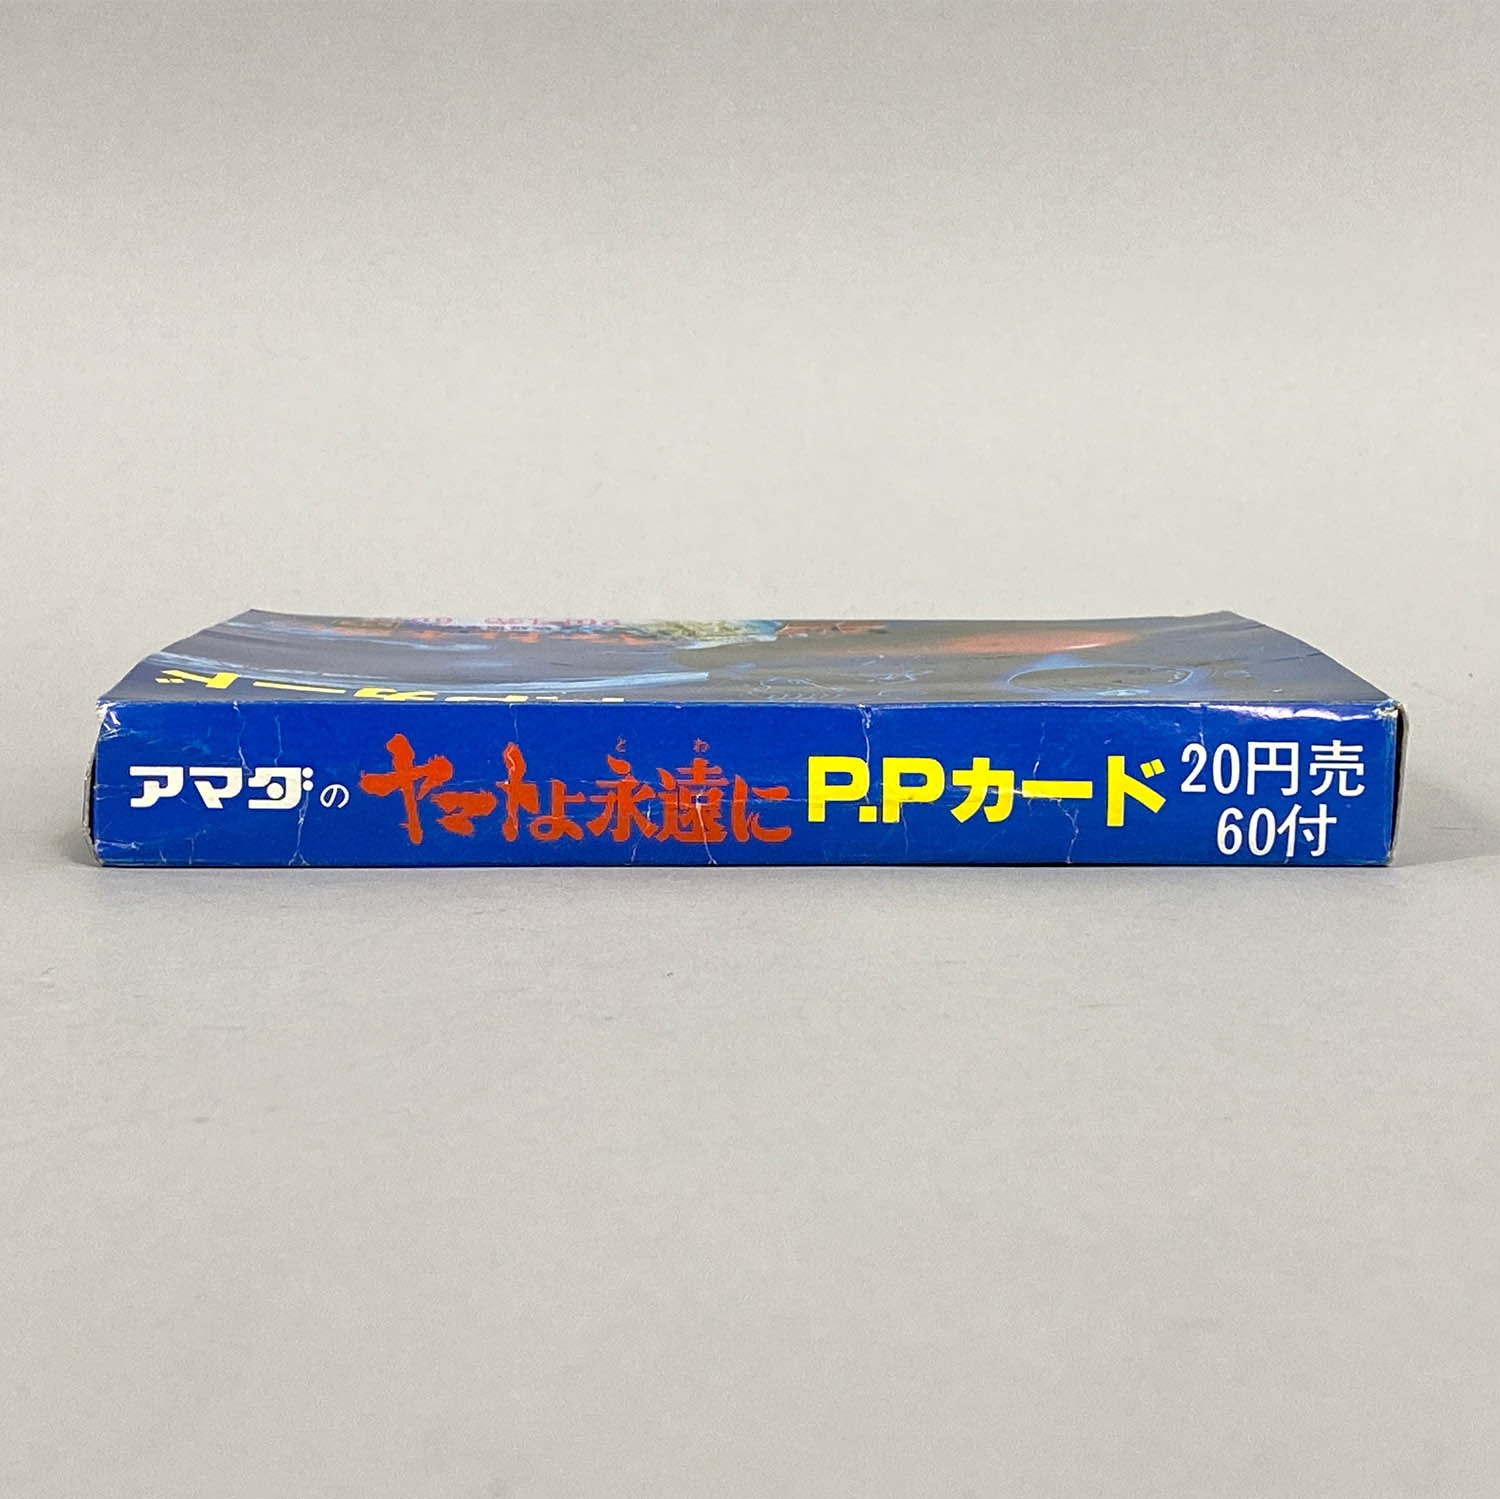 アマダの ヤマトよ永遠に P.Pカード 20円売
とわ
60付